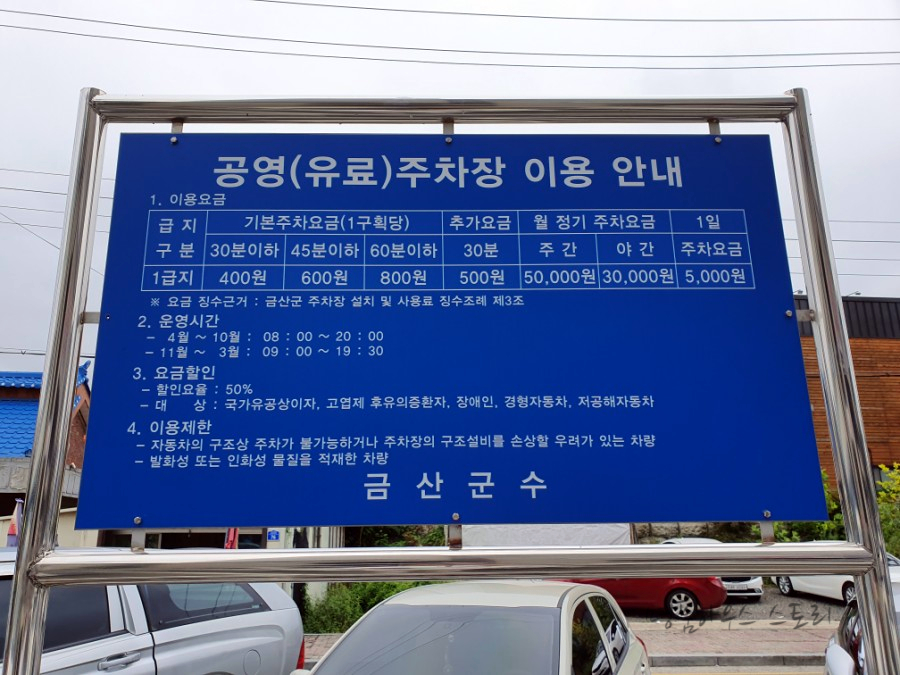 공영(유료)주차장 이용 안내
1. 이용요금
급 지 기본주차요금(1구획당) 추가요금 월 정기 주차요금 1일
구 분 30분이하 45분이하 60분이하 30분 주 간 야 간 주차요금
1급지 400원 600원 800원 500원 50,000원 30,000원 5,000원
※ 요금 징수근거 : 금산군 주차장 설치 및 사용료 징수조례 제3조
2. 운영시간
- 4월 ~ 10월 : 08 : 00 ~ 20 : 00
- 11월 ~ 3월 : 09 : 00 ~ 19 : 30
3. 요금할인
- 할인요율 : 50%
- 대 상 : 국가유공상이자, 고엽제 후유의증환자, 장애인, 경형자동차, 저공해자동차
4. 이용제한
- 자동차의 구조상 주차가 불가능하거나 주차장의 구조설비를 손상할 우려가 있는 차량
- 발화성 또는 인화성 물질을 적재한 차량
금 산 군 수
스토리